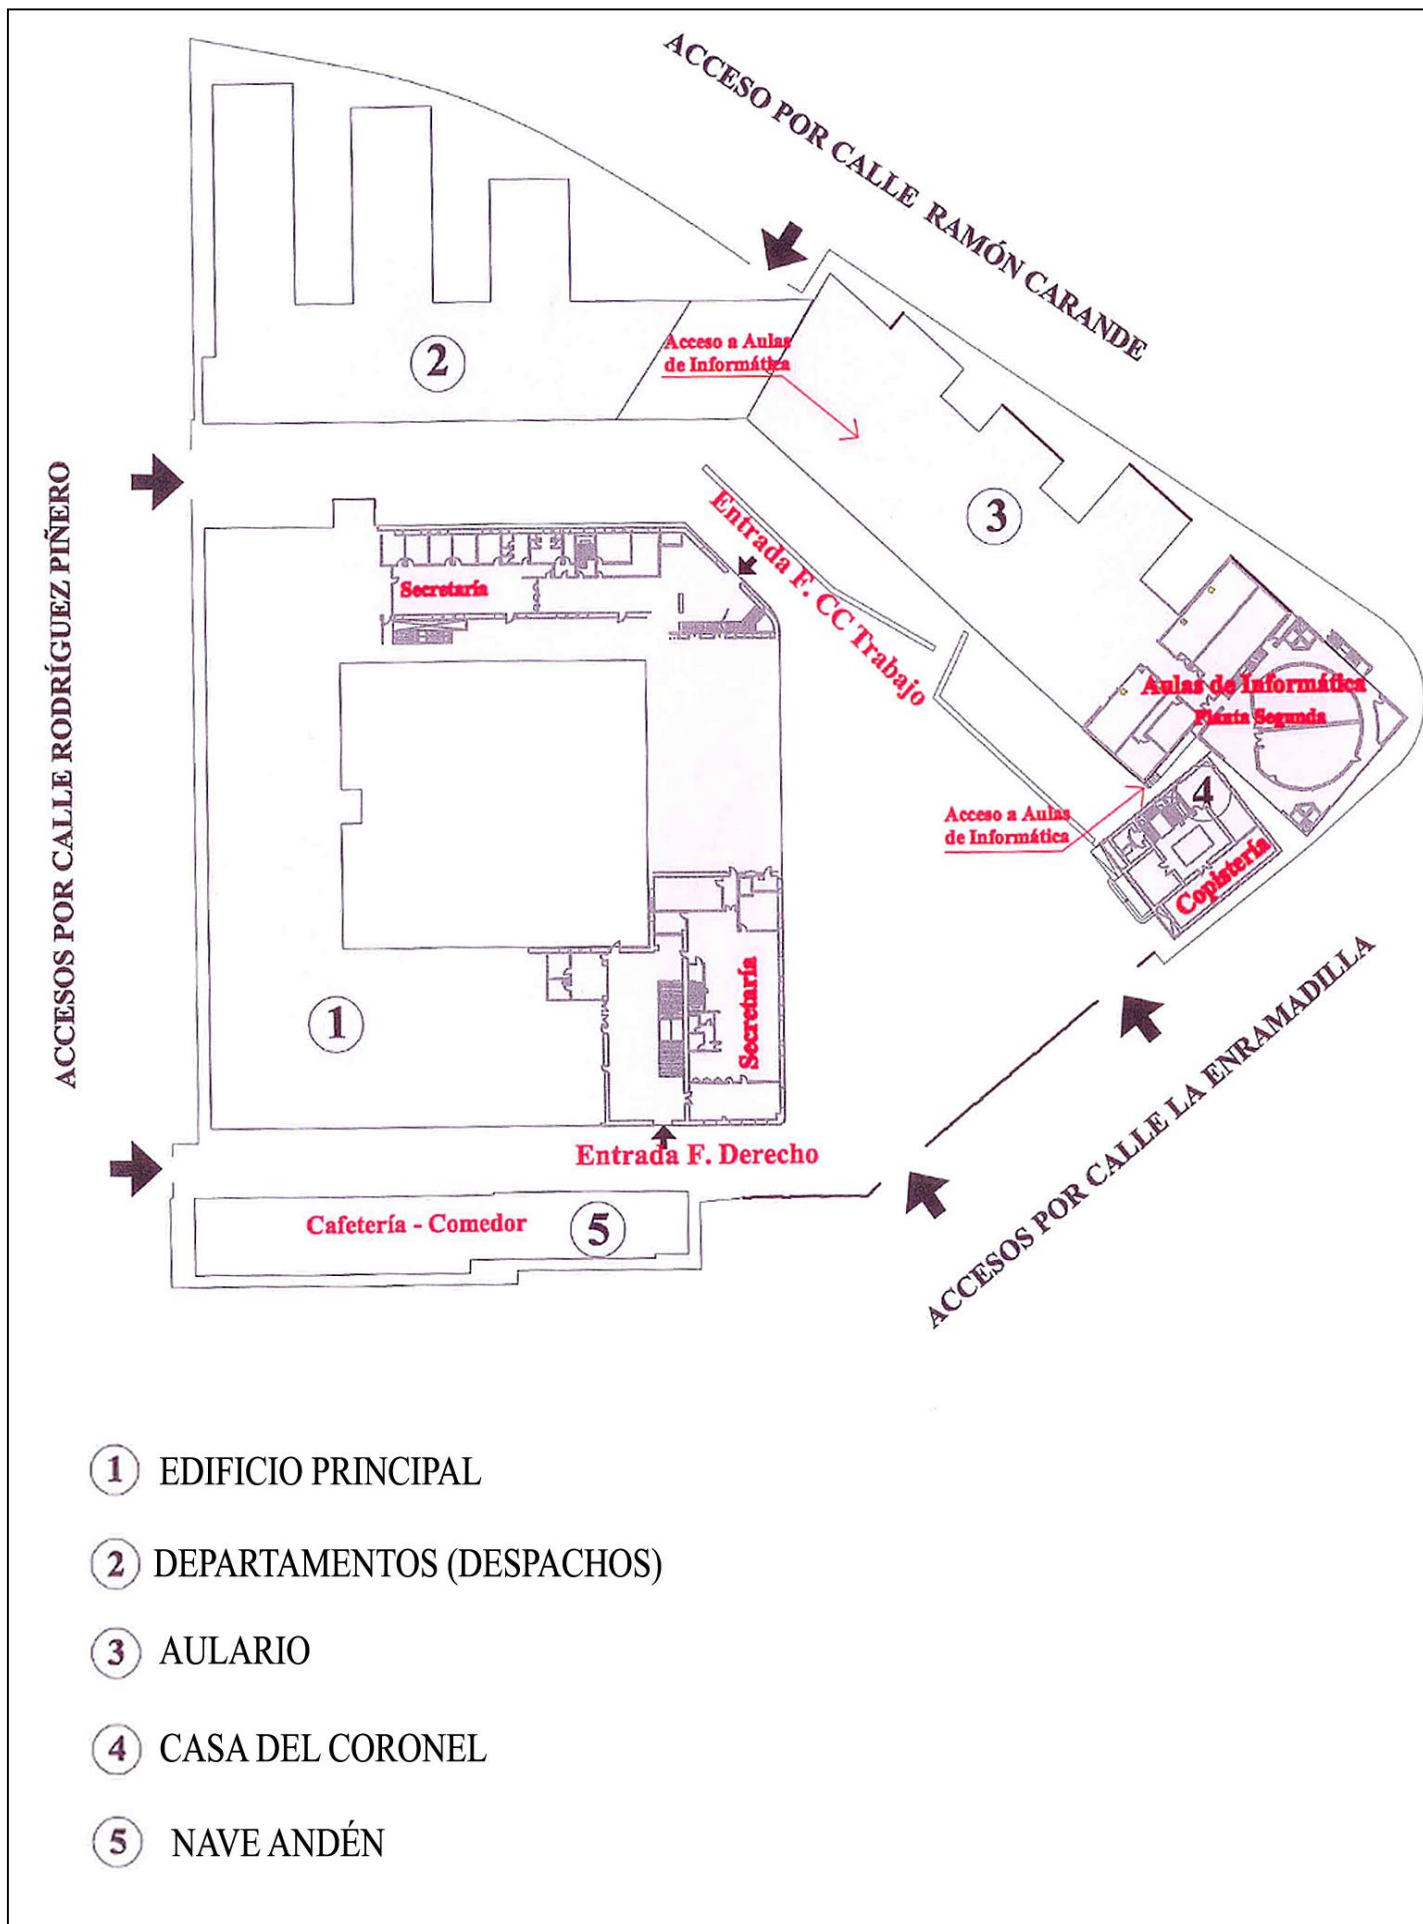 ACCESO POR CALLE RAMÓN CARANDE
2
Acceso a Aulas
de Informática
3
ACCESOS POR CALLE RODRÍGUEZ PIÑERO
Entrada F. CC Trabajo
Secretaría
Aulas de Informática
Planta Segunda
4
Acceso a Aulas
de Informática
Copistería
Secretaría
1
ACCESOS POR CALLE LA ENRAMADILLA
Entrada F. Derecho
Cafetería - Comedor
5
1 EDIFICIO PRINCIPAL
2 DEPARTAMENTOS (DESPACHOS)
3 AULARIO
4 CASA DEL CORONEL
5 NAVE ANDÉN